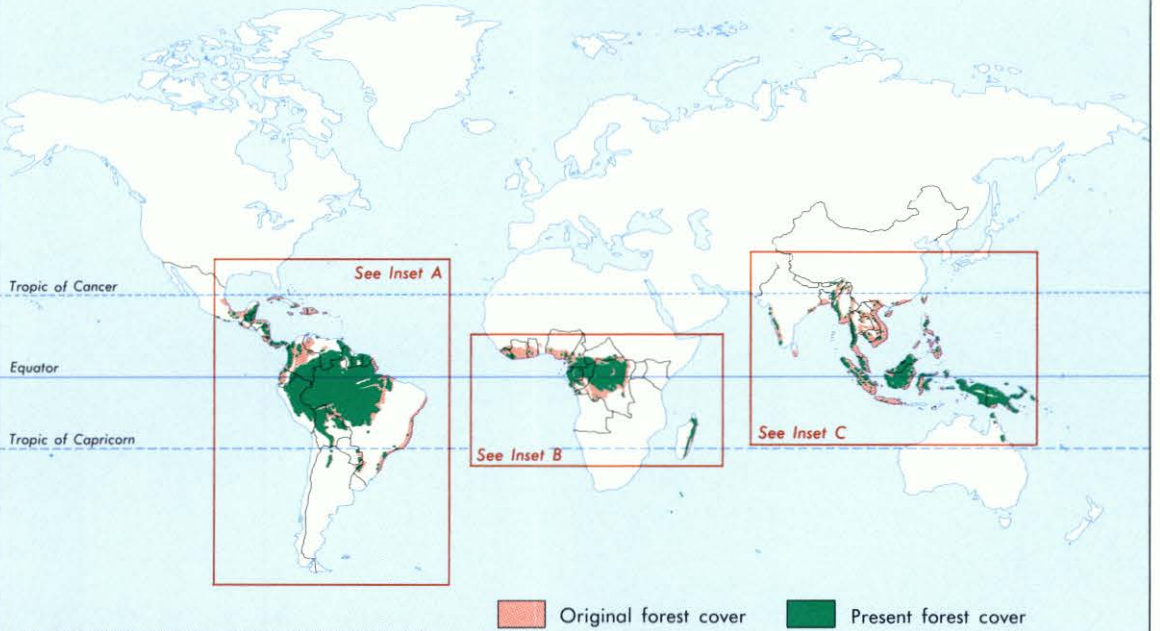 See Inset A
Tropic of Cancer
Equator
Tropic of Capricorn
See Inset B
See Inset C
Original forest cover
Present forest cover